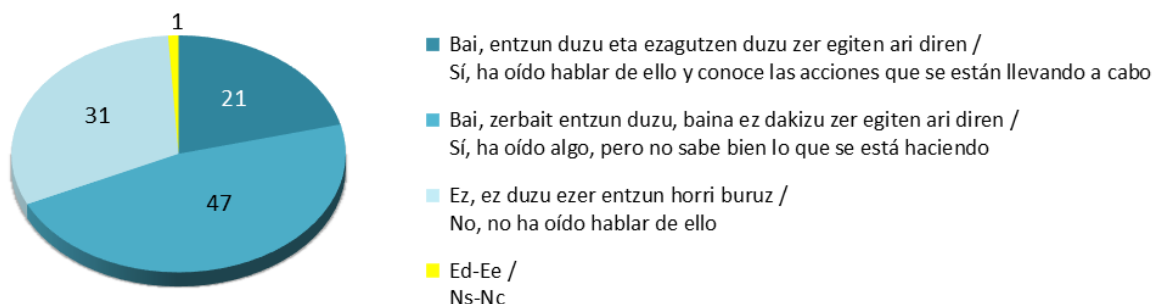 1
21
31
47
Bai, entzun duzu eta ezagutzen duzu zer egiten ari diren /
Sí, ha oído hablar de ello y conoce las acciones que se están llevando a cabo
Bai, zerbait entzun duzu, baina ez dakizu zer egiten ari diren /
Sí, ha oído algo, pero no sabe bien lo que se está haciendo
Ez, ez duzu ezer entzun horri buruz /
No, no ha oído hablar de ello
Ed-Ee /
Ns-Nc